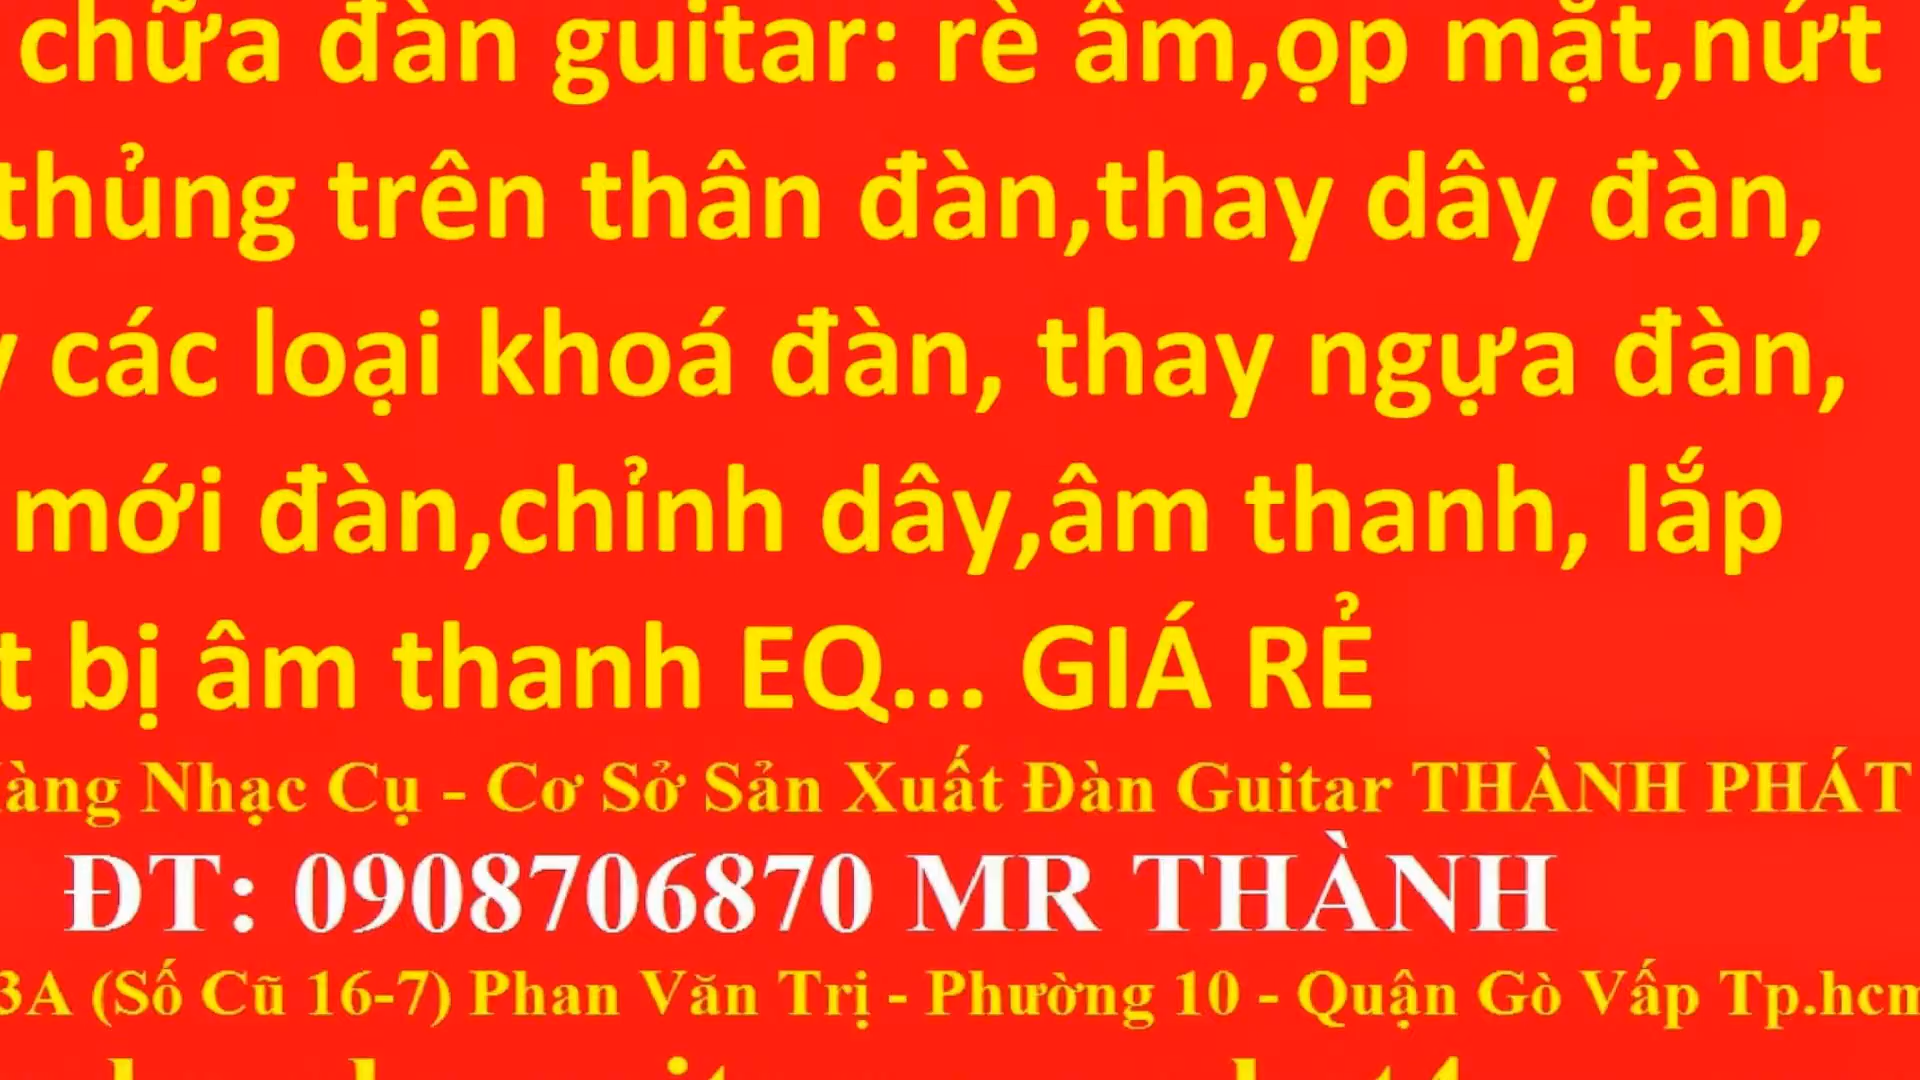 chữa đàn guitar: rè âm,ọp mặt,nứt
thủng trên thân đàn,thay dây đàn,
các loại khoá đàn, thay ngựa đàn,
mới đàn,chỉnh dây,âm thanh, lắp
bị âm thanh EQ... GIÁ RẺ
Nhạc Cụ - Cơ Sở Sản Xuất Đàn Guitar THÀNH PHÁT
ĐT: 0908706870 MR THÀNH
3A (Số Cũ 16-7) Phan Văn Trị - Phường 10 - Quận Gò Vấp Tp.hcm